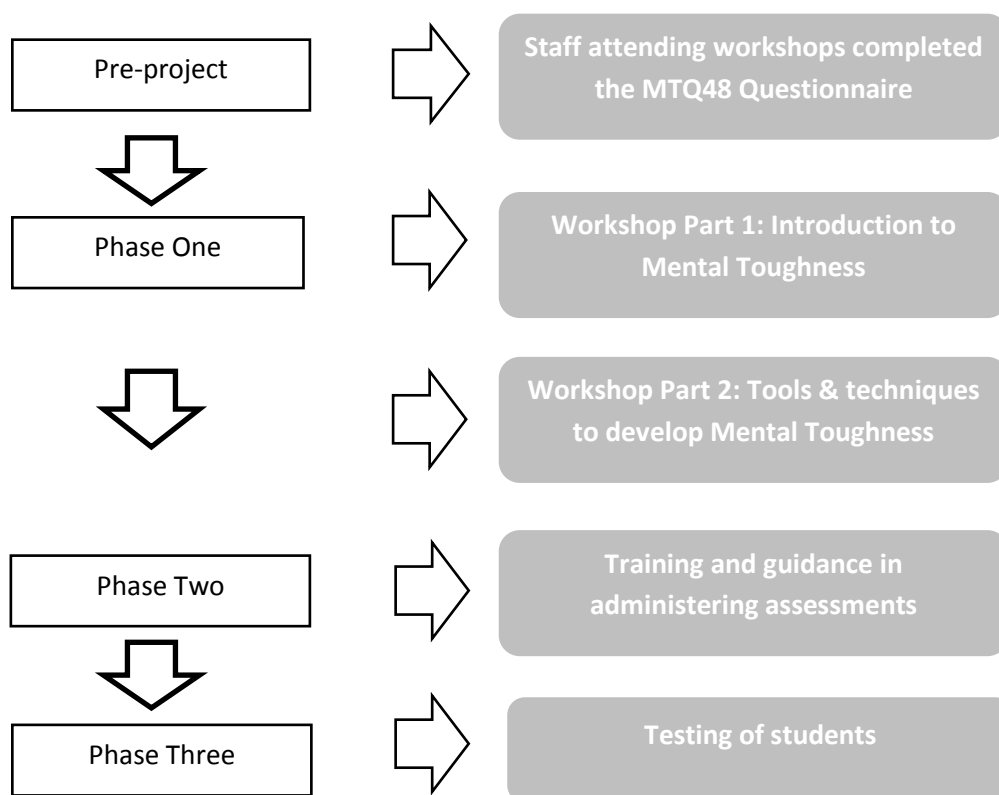 Pre-project
Staff attending workshops completed
the MTQ48 Questionnaire
Phase One
Workshop Part 1: Introduction to
Mental Toughness
Workshop Part 2: Tools & techniques
to develop Mental Toughness
Phase Two
Training and guidance in
administering assessments
Phase Three
Testing of students